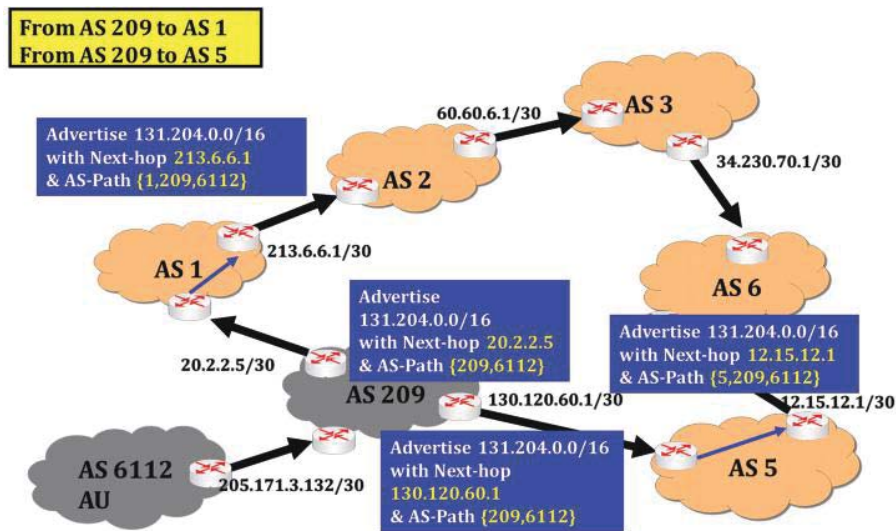 From AS 209 to AS 1
From AS 209 to AS 5
AS 3
60.60.6.1/30
Advertise 131.204.0.0/16
with Next-hop 213.6.6.1
& AS-Path {1,209,6112}
AS 2
34.230.70.1/30
213.6.6.1/30
AS 1
AS 6
Advertise
131.204.0.0/16
with Next-hop 20.2.2.5
& AS-Path {209,6112}
Advertise 131.204.0.0/16
with Next-hop 12.15.12.1
& AS-Path {5,209,6112}
20.2.2.5/30
AS 209
130.120.60.1/30
12.15.12.1/30
Advertise 131.204.0.0/16
with Next-hop
130.120.60.1
& AS-Path {209,6112}
AS 5
AS 6112
AU
205.171.3.132/30